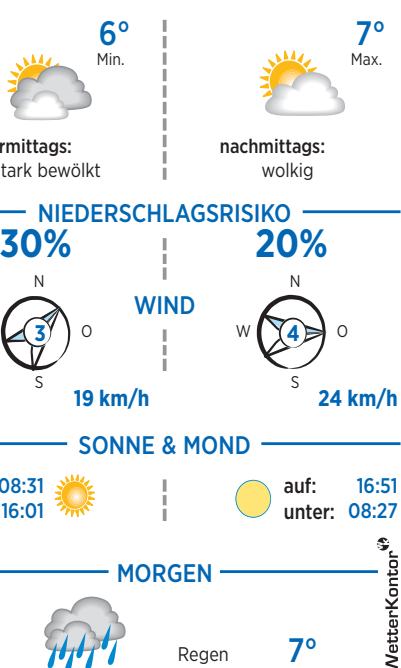 6°
Min.
7°
Max.
rmittags:
tark bewölkt
nachmittags:
wolkig
NIEDERSCHLAGSRISIKO
30%
20%
WIND
N
3
O
S
19 km/h
N
W
4
O
S
24 km/h
SONNE & MOND
08:31
16:01
auf: 16:51
unter: 08:27
MORGEN
Regen
7°
WetterKontor